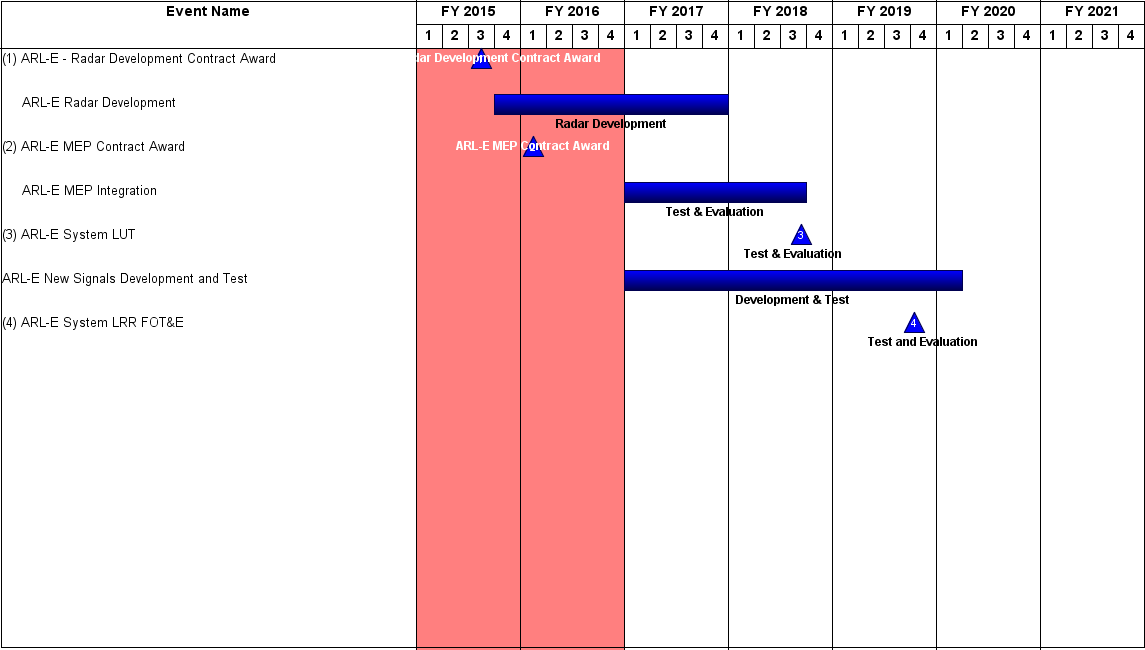 Event Name FY 2015 FY 2016 FY 2017 FY 2018 FY 2019 FY 2020 FY 2021
1 2 3 4 1 2 3 4 1 2 3 4 1 2 3 4 1 2 3 4 1 2 3 4 1 2 3 4
(1) ARL-E - Radar Development Contract Award 1 Development Contract Award
ARL-E Radar Development
Radar Development
(2) ARL-E MEP Contract Award 2 ARL-E MEP Contract Award
ARL-E MEP Integration
Test & Evaluation
(3) ARL-E System LUT 3
Test & Evaluation
ARL-E New Signals Development and Test
Development & Test
(4) ARL-E System LRR FOT&E 4
Test and Evaluation